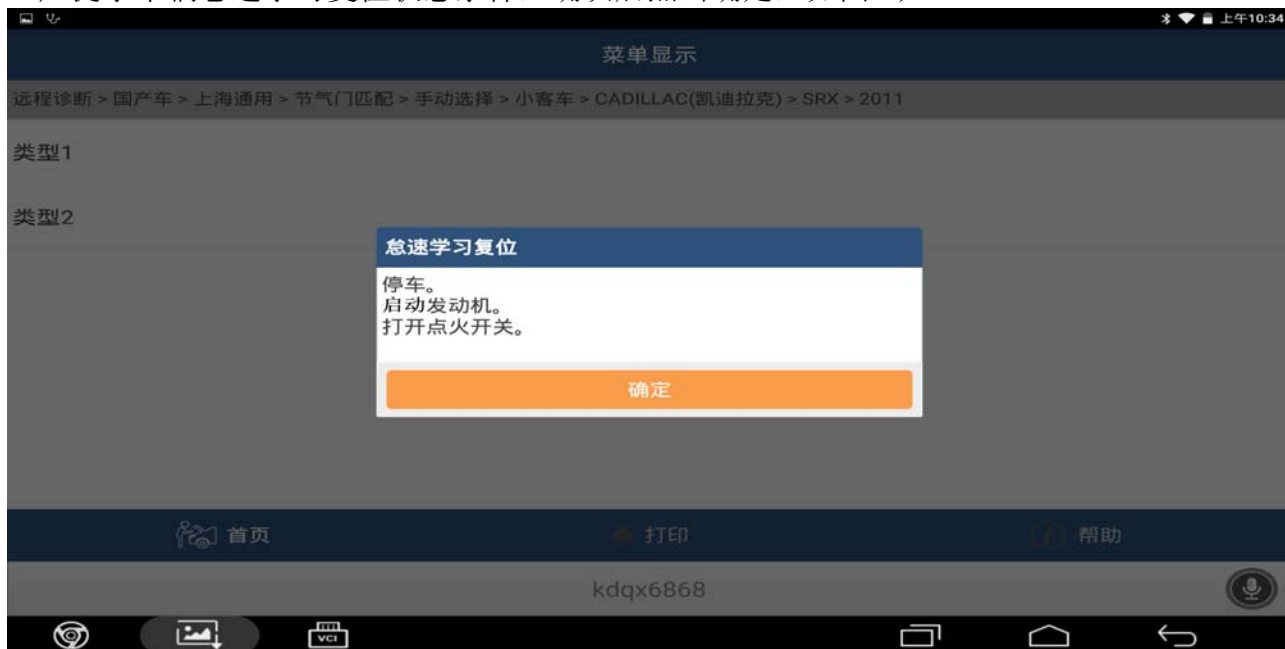 上午10:34
菜单显示
远程诊断 > 国产车 > 上海通用 > 节气门匹配 > 手动选择 > 小客车 > CADILLAC(凯迪拉克) > SRX > 2011
类型1
类型2
怠速学习复位
停车。
启动发动机。
打开点火开关。
确定
首页 打印 帮助
kdqx6868
VCI